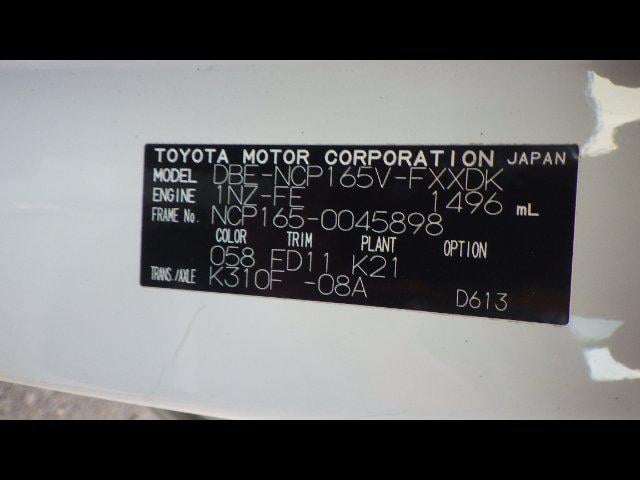 TOYOTA MOTOR CORPORATION JAPAN
MODEL DBE-NCP165V-FXXDK
ENGINE 1NZ-FE 1496 mL
FRAME No. NCP165-0045898
COLOR TRIM PLANT OPTION
058 FD11 K21
TRANS./AXLE K310F -08A
D613